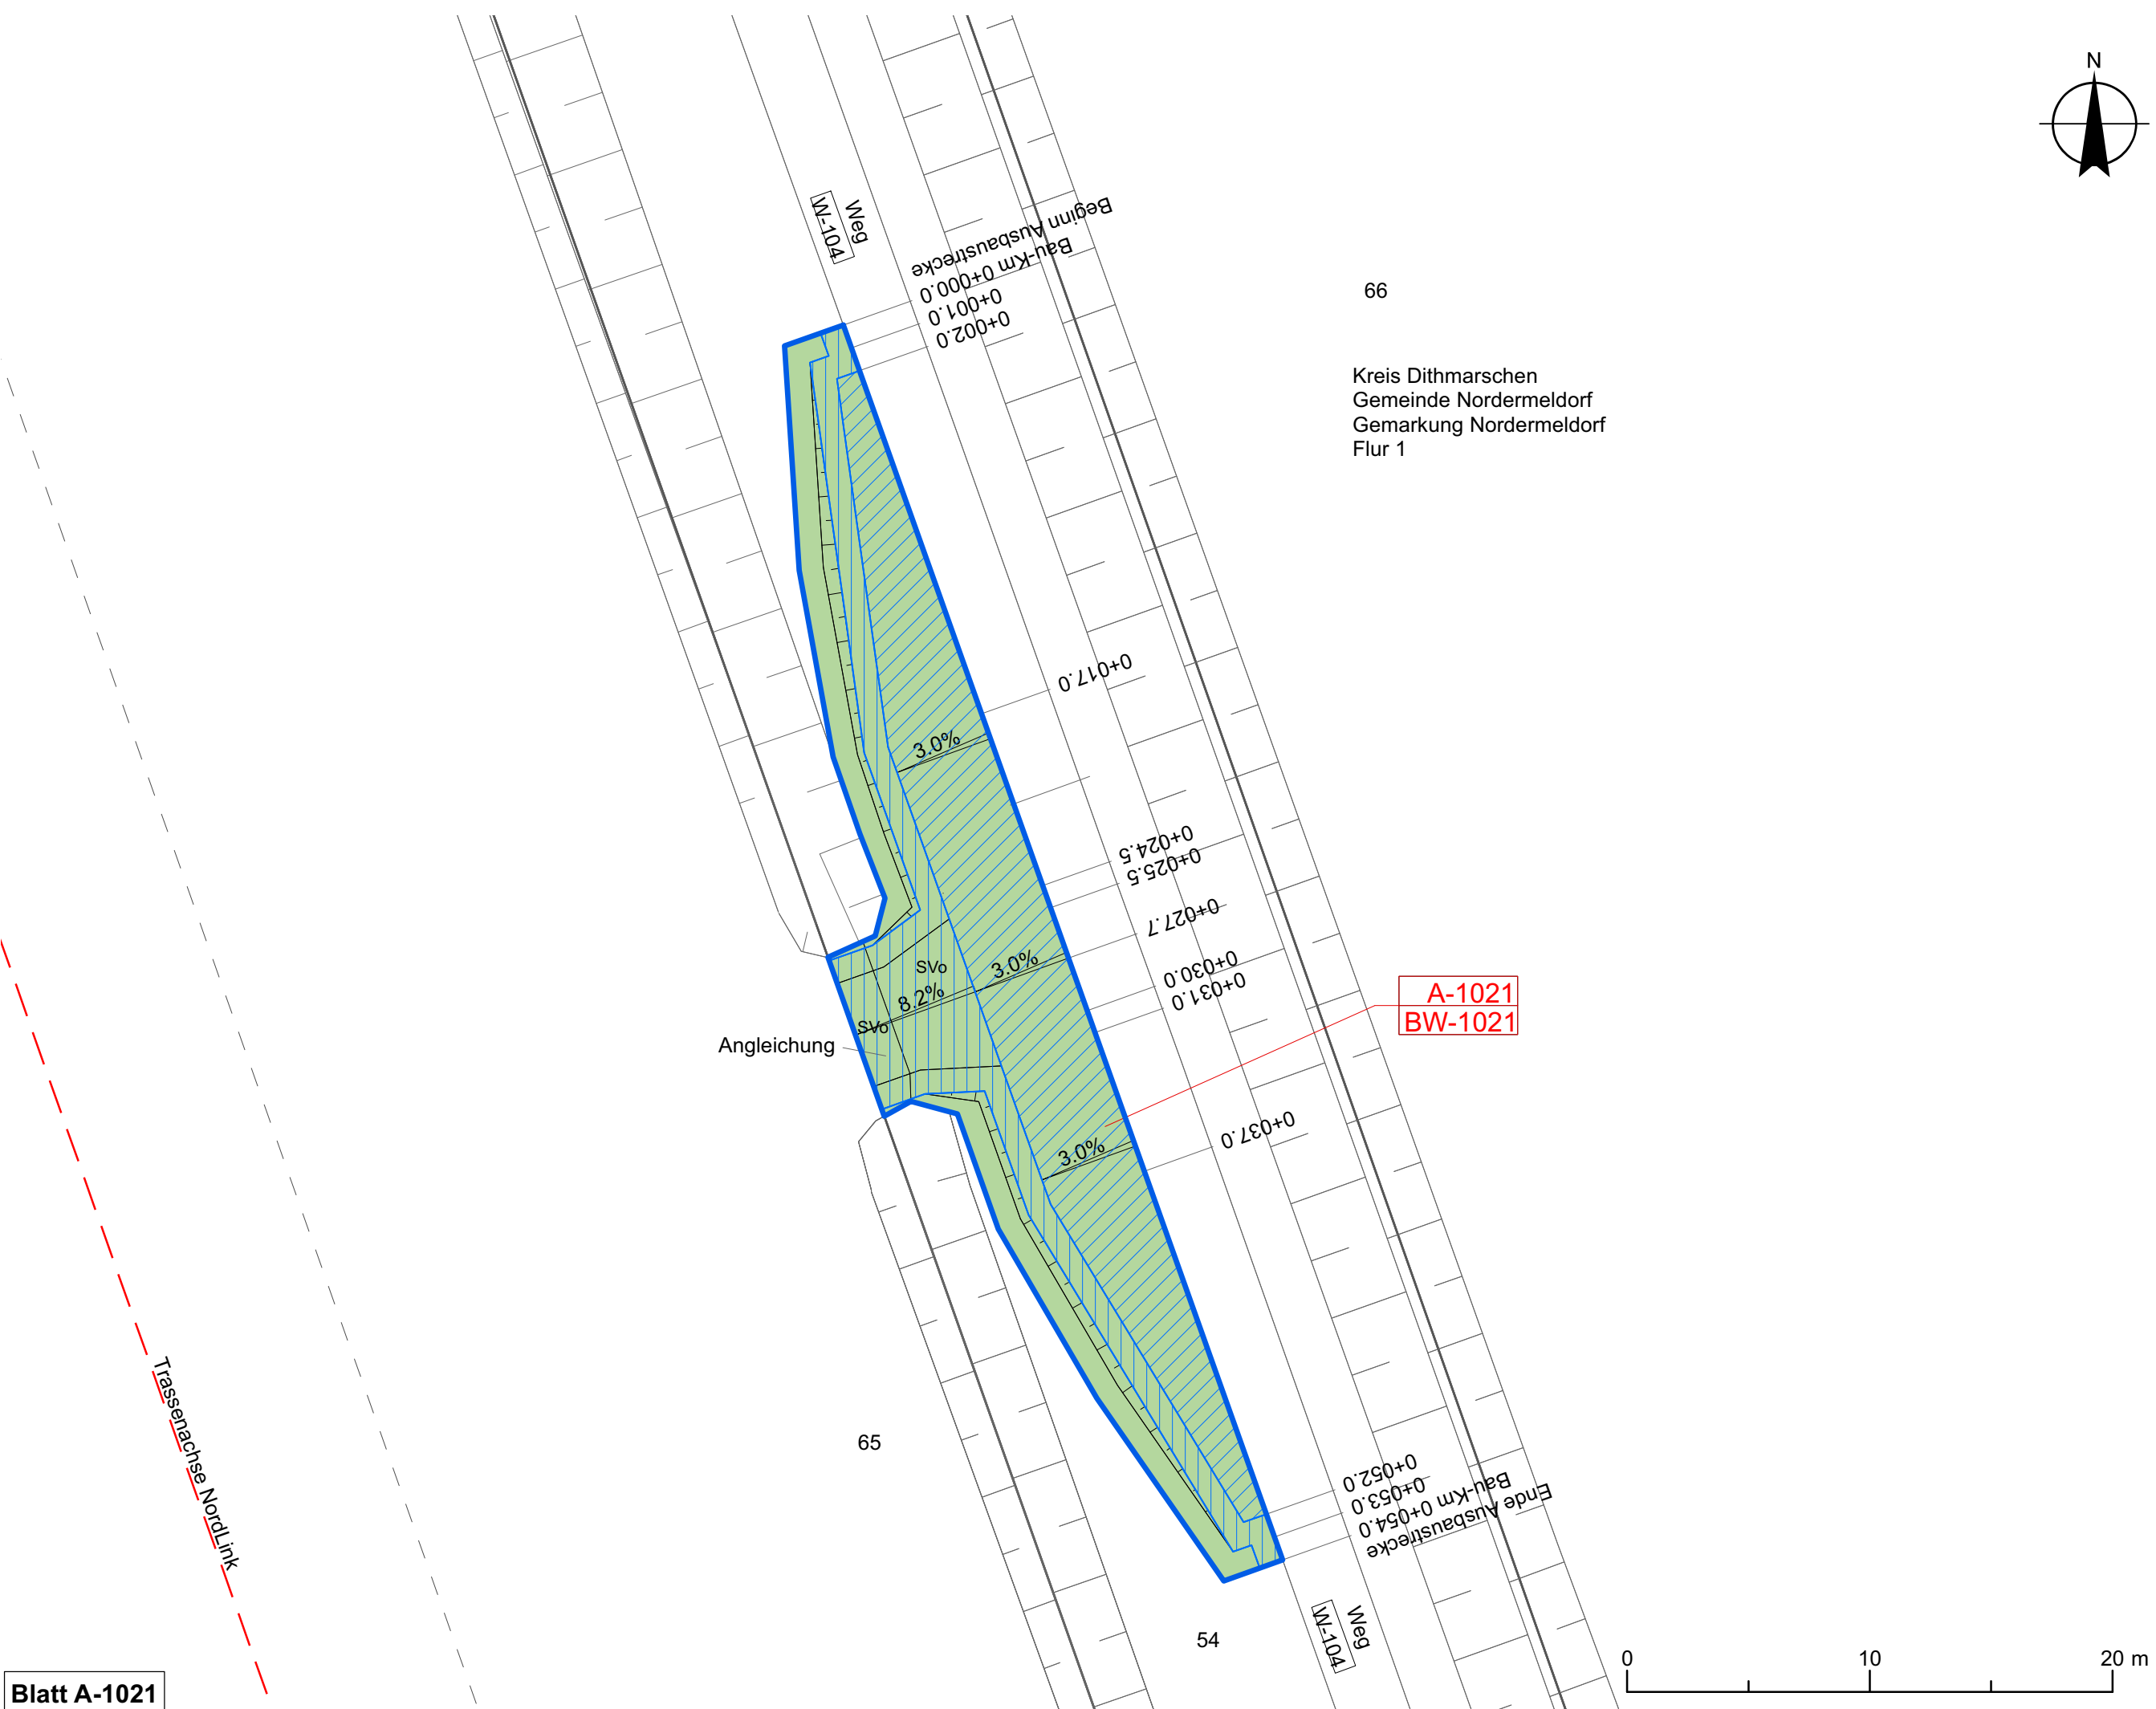 N
Weg
W-104
Beginn Ausbaustrecke
Bau-Km 0+000.0
0+001.0
0+002.0
66
Kreis Dithmarschen
Gemeinde Nordermeldorf
Gemarkung Nordermeldorf
Flur 1
0+017.0
3.0%
0+024.5
0+025.5
0+027.7
0+030.0
0+031.0
SVo
3.0%
8.2%
SVo
Angleichung
A-1021
BW-1021
0+037.0
3.0%
Trassenachse NordLink
65
0+052.0
0+053.0
Bau-Km 0+054.0
Ende Ausbaustrecke
54
Weg
W-104
0 10 20 m
Blatt A-1021